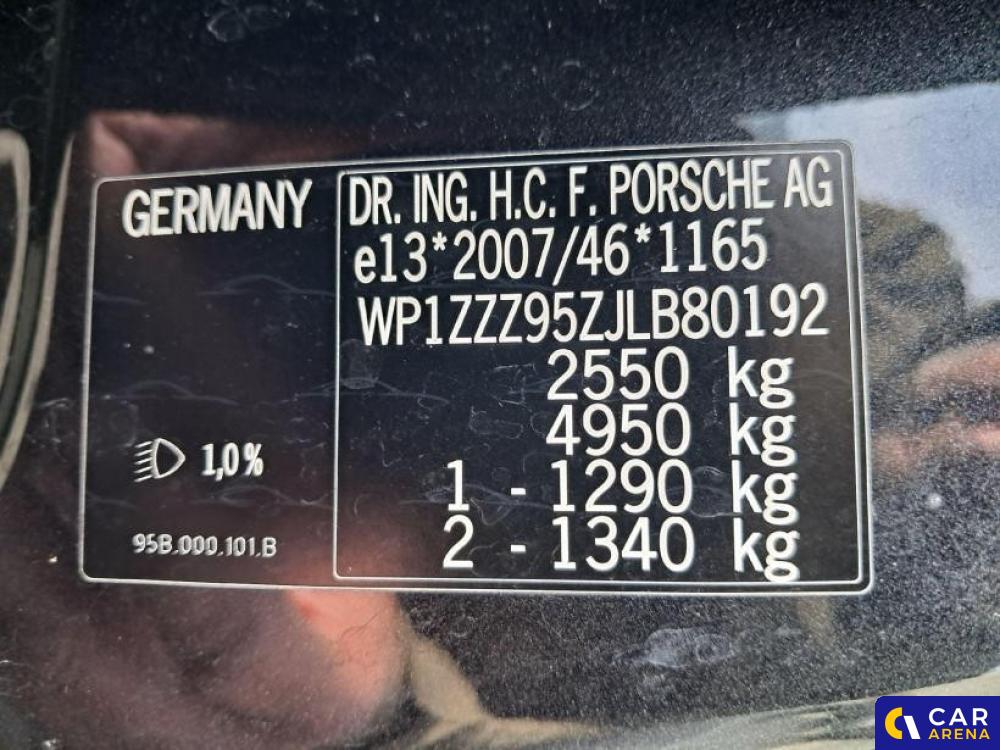 GERMANY
1,0%
95B.000.101.B
DR. ING. H.C. F. PORSCHE AG
e13*2007/46*1165
WP1ZZZ95ZJLB80192
2550 kg
4950 kg
1 - 1290 kg
2 - 1340 kg
CAR
ARENA